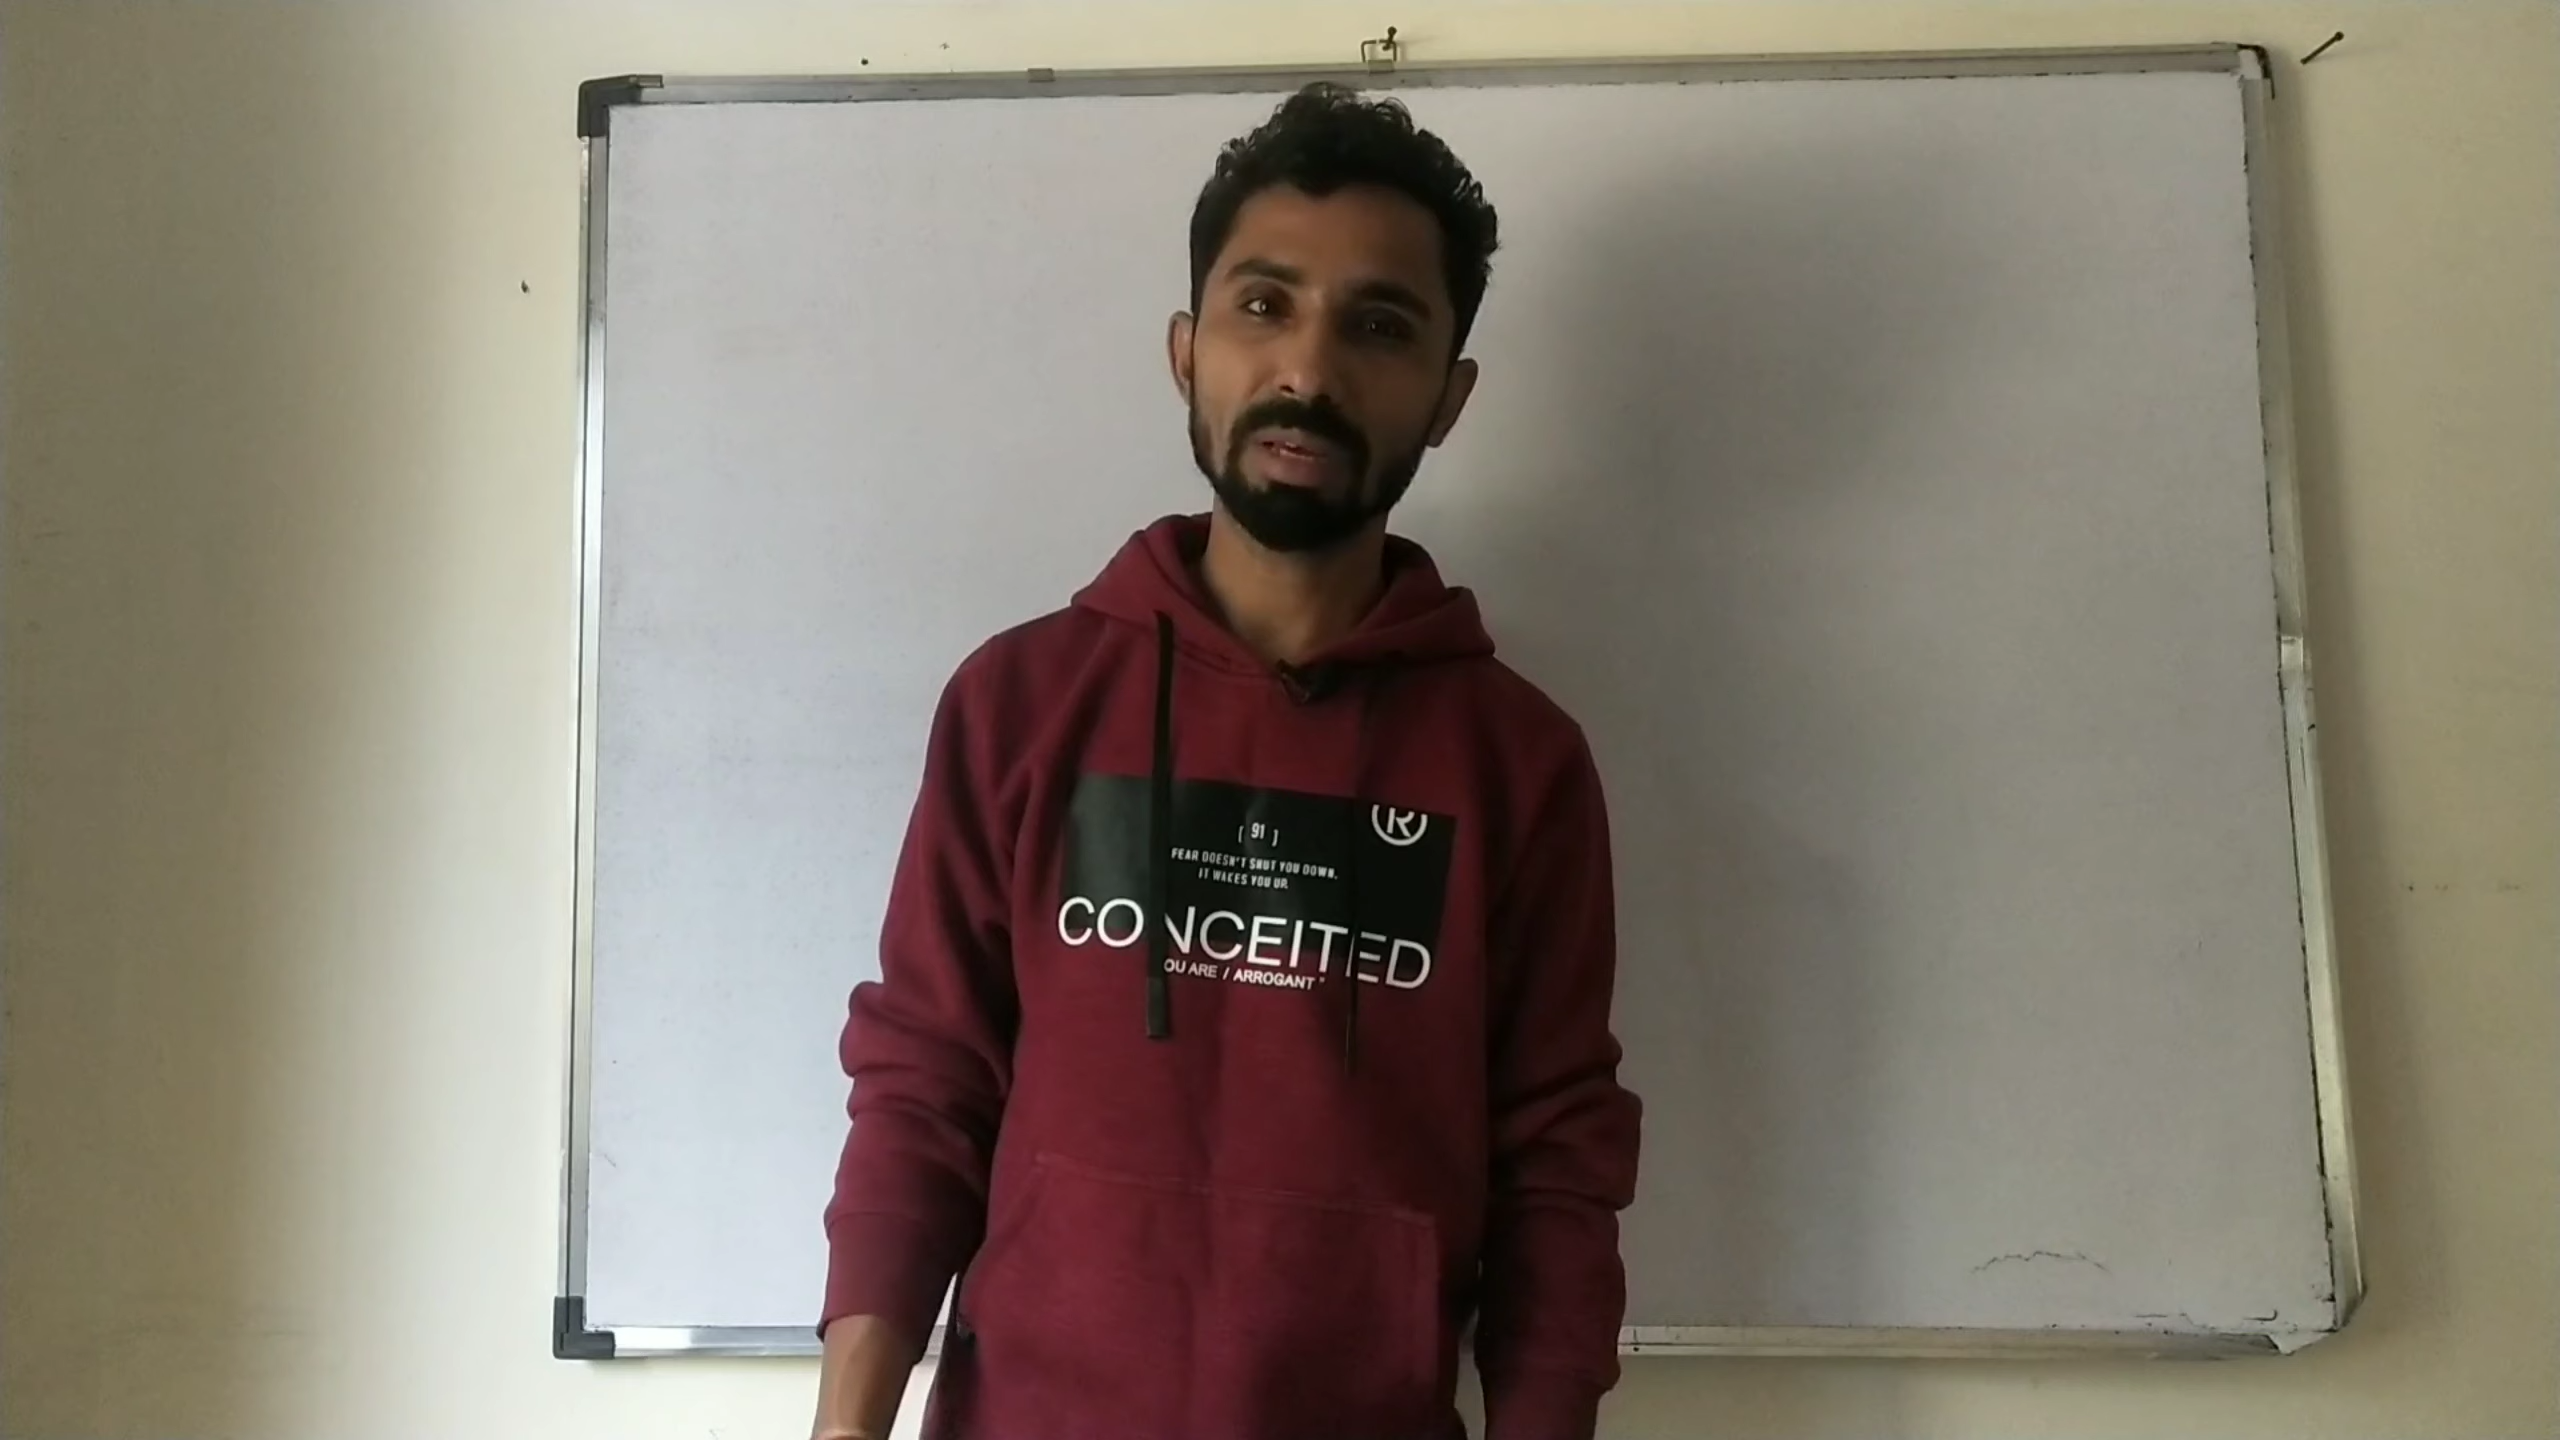 [ 91 ]
®
FEAR DOESN'T SHUT YOU DOWN.
IT WAKES YOU UP.
CONCEITED
OU ARE / ARROGANT "